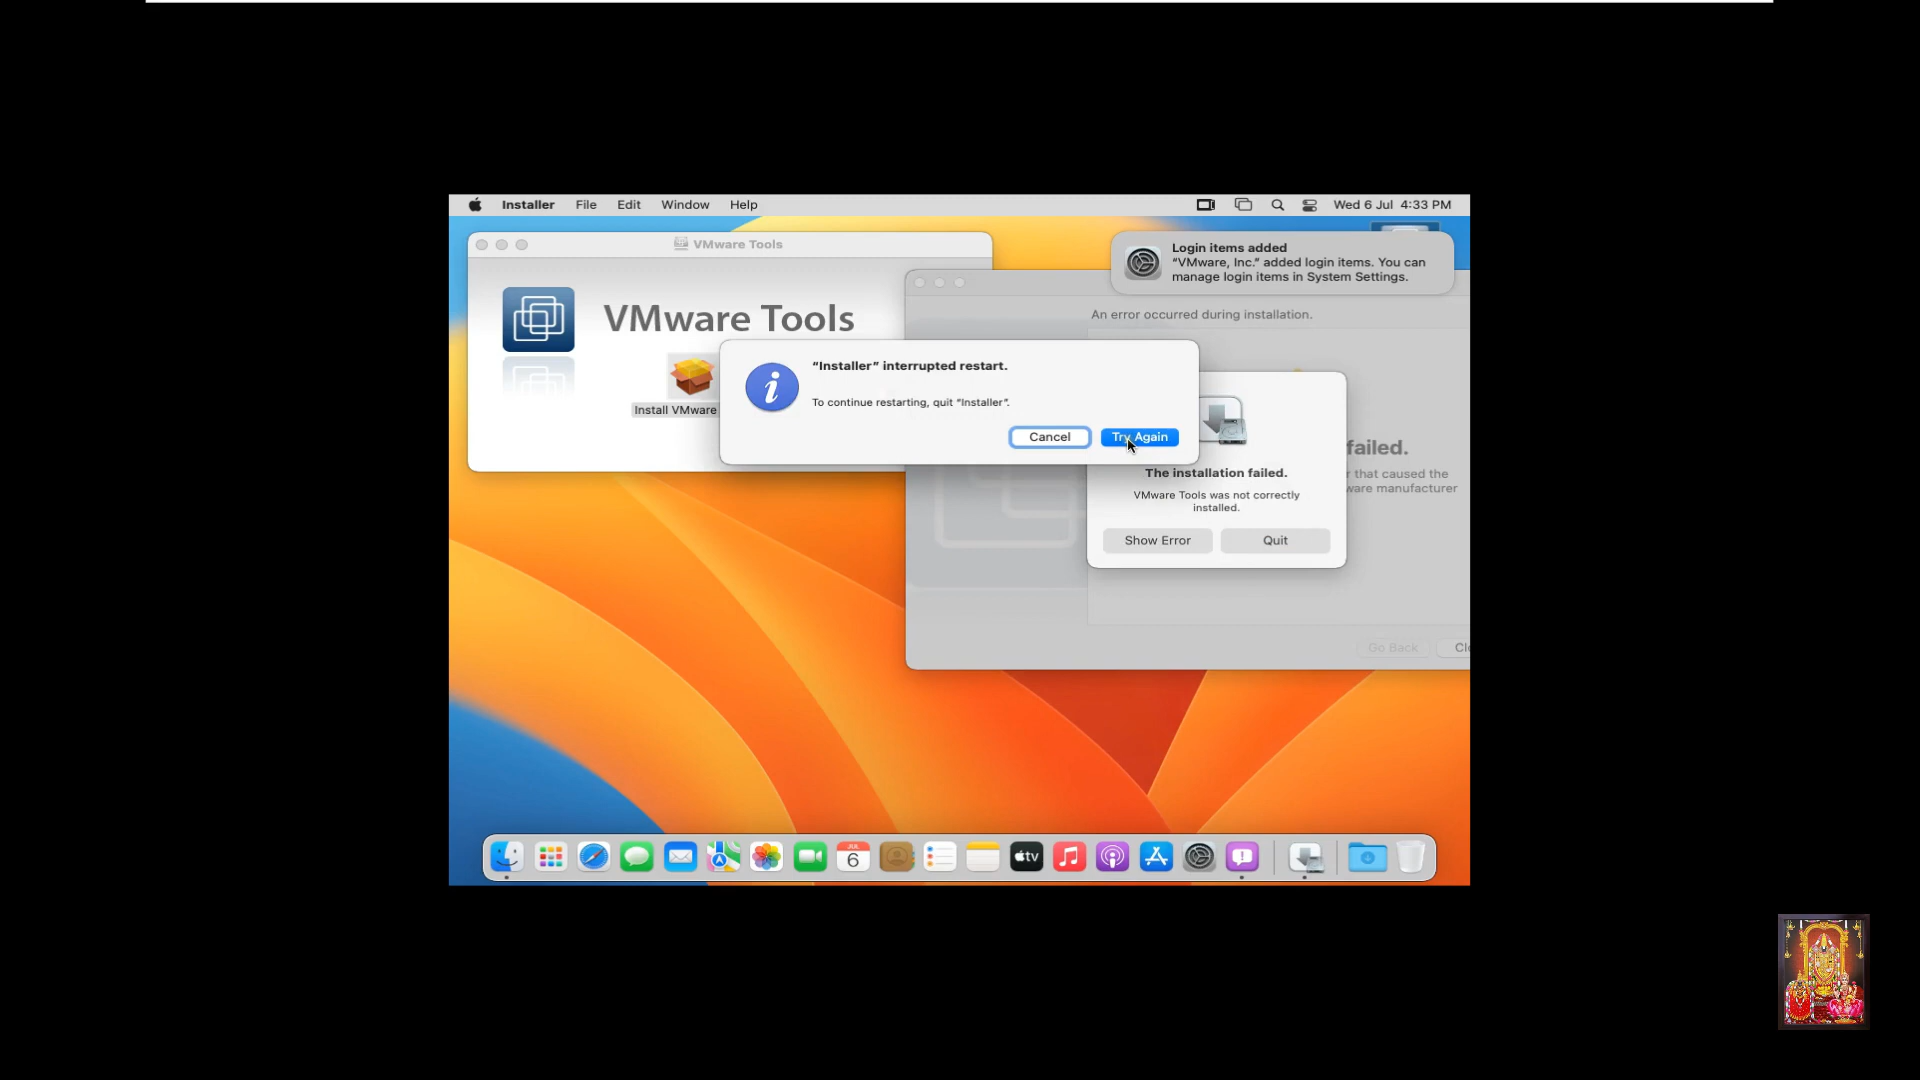 Installer File Edit Window Help
Wed 6 Jul 4:33 PM
VMware Tools
VMware Tools
Install VMware
Login items added
“VMware, Inc.” added login items. You can
manage login items in System Settings.
An error occurred during installation.
“Installer” interrupted restart.
To continue restarting, quit “Installer”.
Cancel
Try Again
failed.
r that caused the
ware manufacturer
The installation failed.
VMware Tools was not correctly
installed.
Show Error
Quit
Go Back
Clo
JUL
6
tv